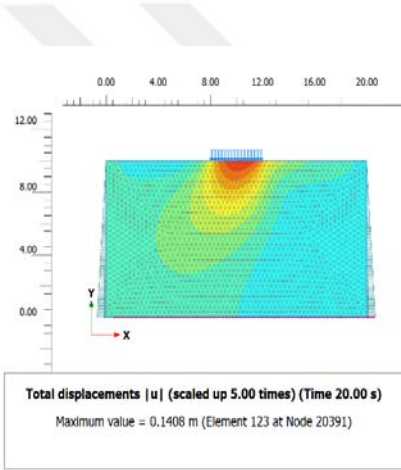 0.00 4.00 8.00 12.00 16.00 20.00
12.00
8.00
4.00
0.00
Y
X
Total displacements |u| (scaled up 5.00 times) (Time 20.00 s)
Maximum value = 0.1408 m (Element 123 at Node 20391)